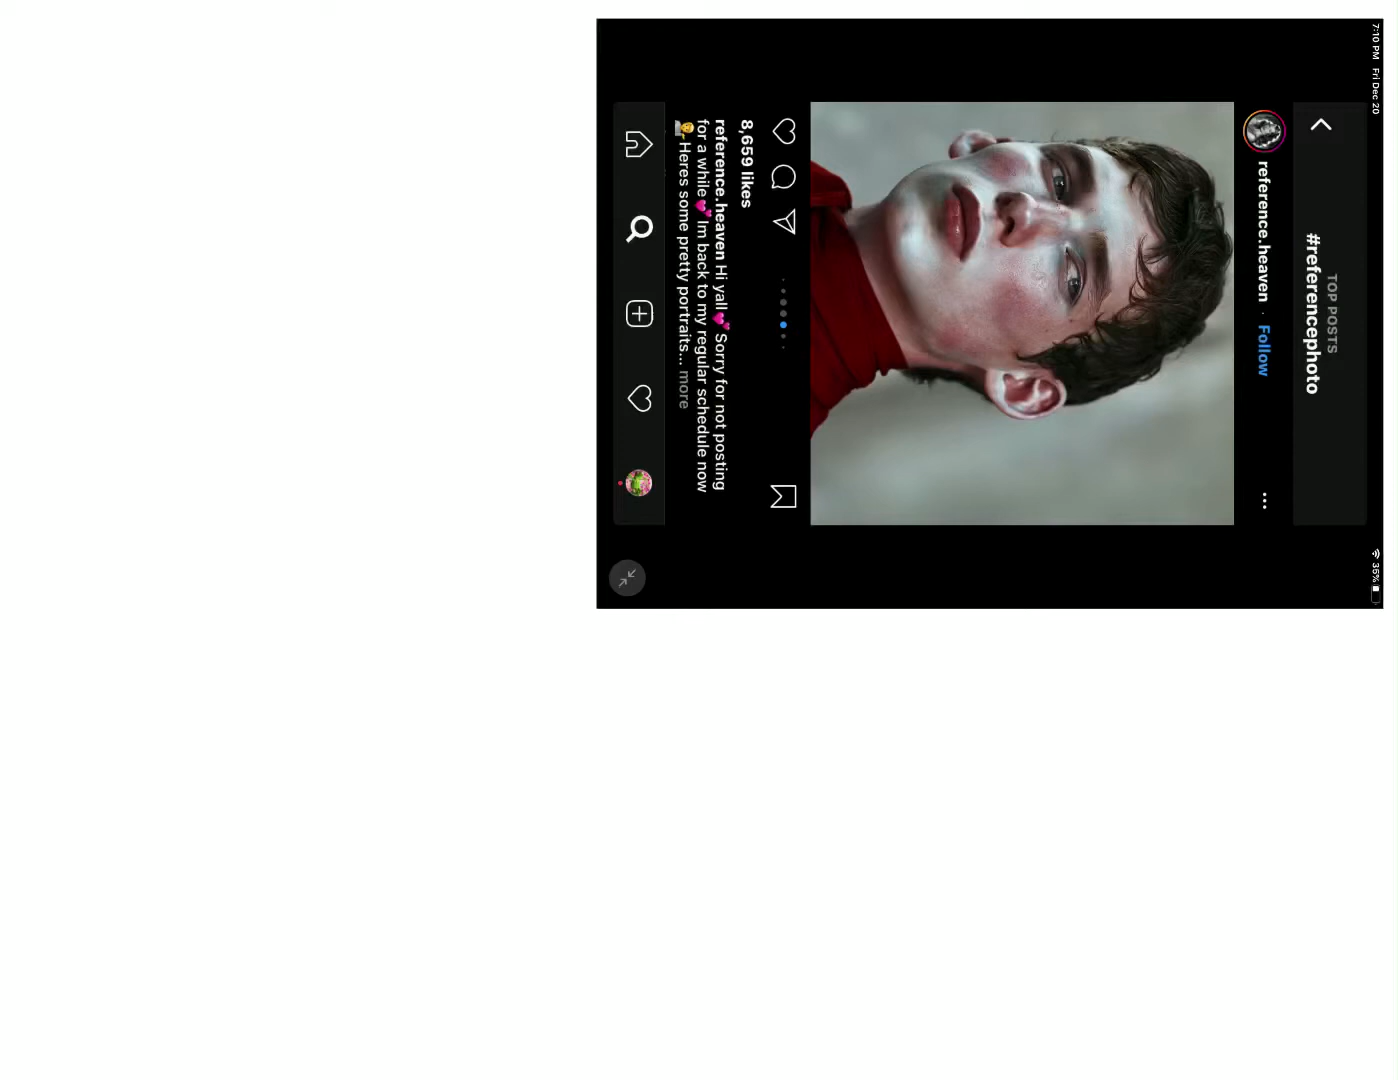 7:10 PM Fri Dec 20
35%
TOP POSTS
#referencephoto
reference.heaven · Follow
8,659 likes
reference.heaven Hi yall💕 Sorry for not posting
for a while💕 Im back to my regular schedule now
Heres some pretty portraits... more